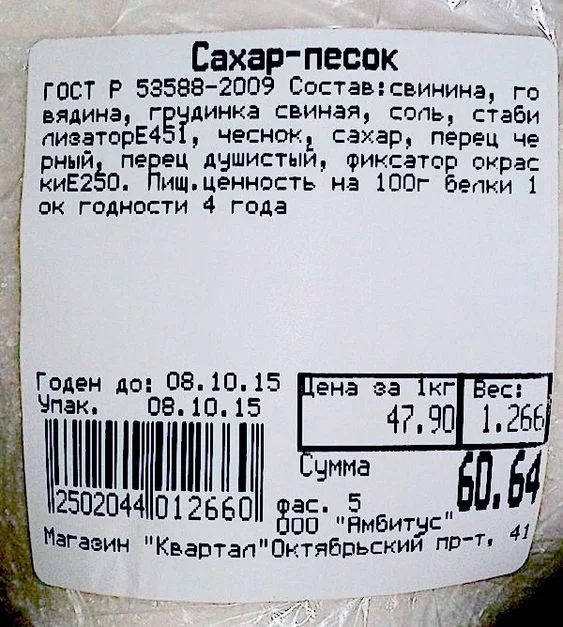 Сахар-песок
ГОСТ Р 53588-2009 Состав:свинина, го
вядина, грудинка свиная, соль, стаби
лизаторЕ451, чеснок, сахар, перец че
рный, перец душистый, фиксатор окрас
киЕ250. Пищ.ценность на 100г белки 1
ок годности 4 года
Годен до: 08.10.15
Упак. 08.10.15
Цена за 1кг Вес:
47.90 1.266
Сумма 60.64
2502044012660
фас. 5
ООО "Амбитус"
Магазин "Квартал"Октябрьский пр-т, 41